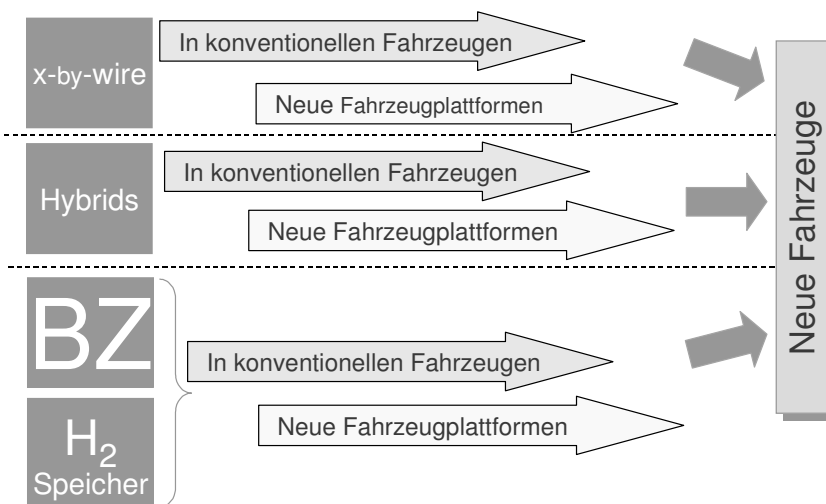 x-by-wire
In konventionellen Fahrzeugen
Neue Fahrzeugplattformen
Hybrids
In konventionellen Fahrzeugen
Neue Fahrzeugplattformen
BZ
H₂
Speicher
In konventionellen Fahrzeugen
Neue Fahrzeugplattformen
Neue Fahrzeuge